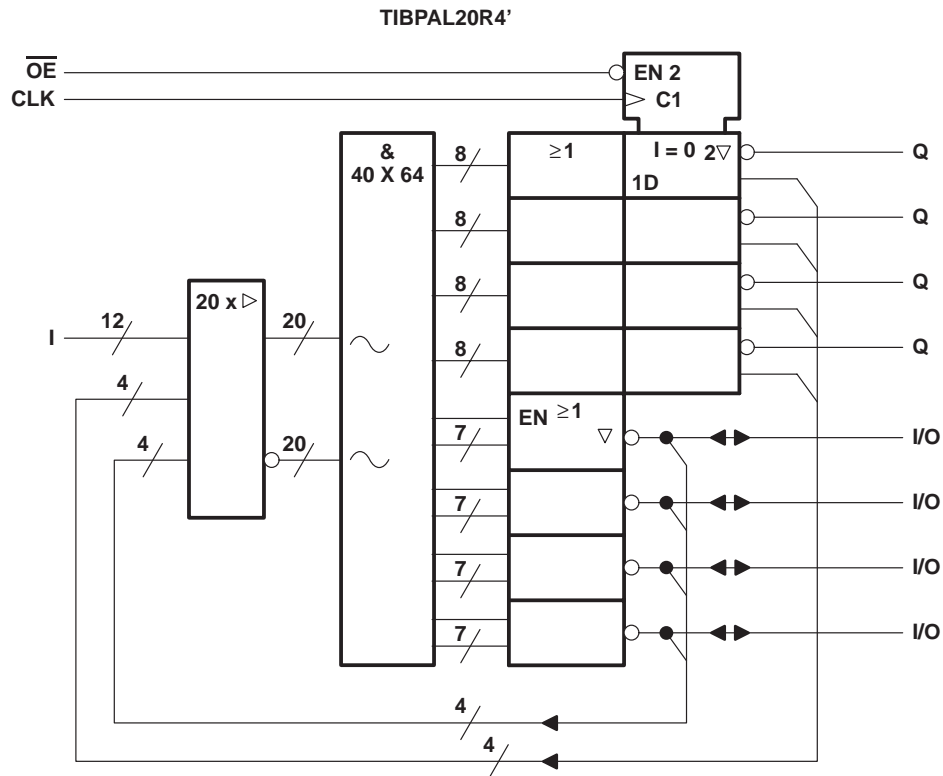 TIBPAL20R4'
OE
EN 2
CLK
C1
&
40 X 64
8
≥1
I = 0 2▽
1D
Q
8
Q
8
Q
20 x ▷
I
12
20
8
Q
4
EN ≥1
▽
7
I/O
4
20
7
I/O
7
I/O
7
I/O
4
4